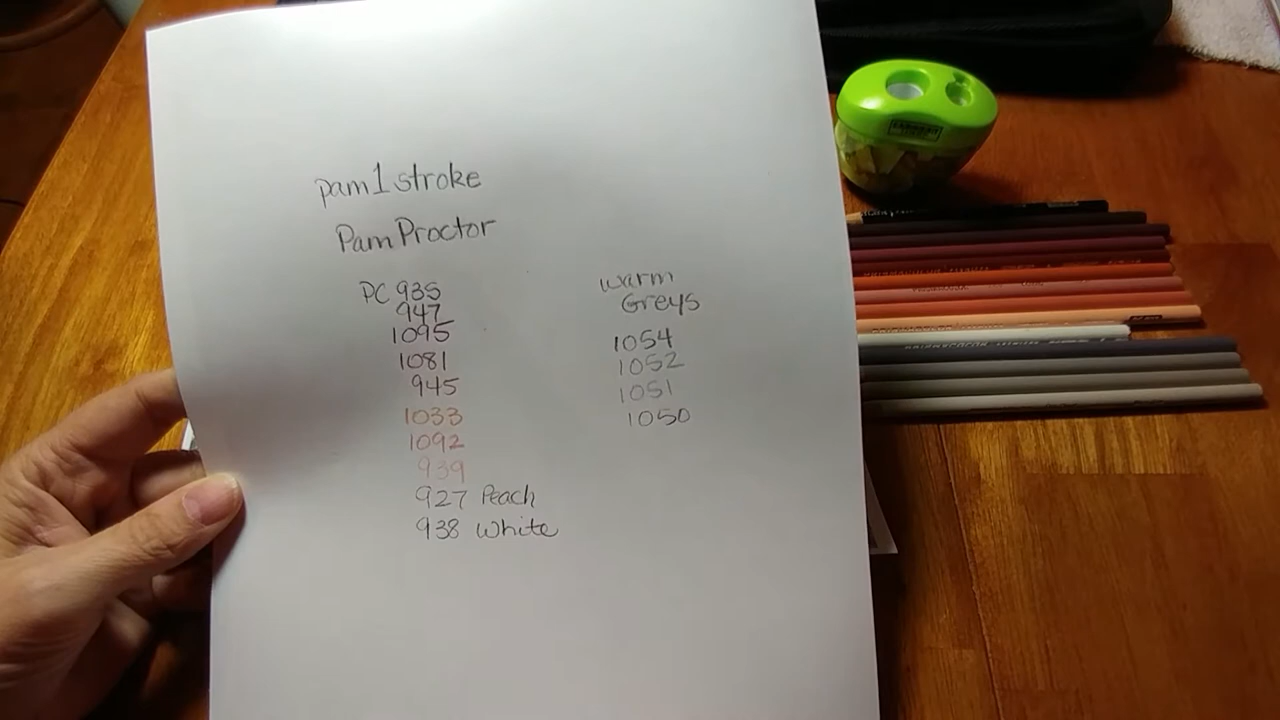 pam1stroke
Pam Proctor
PC 935
947
1095
1081
945
1033
1092
939
927 Peach
938 White
warm
Greys
1054
1052
1051
1050